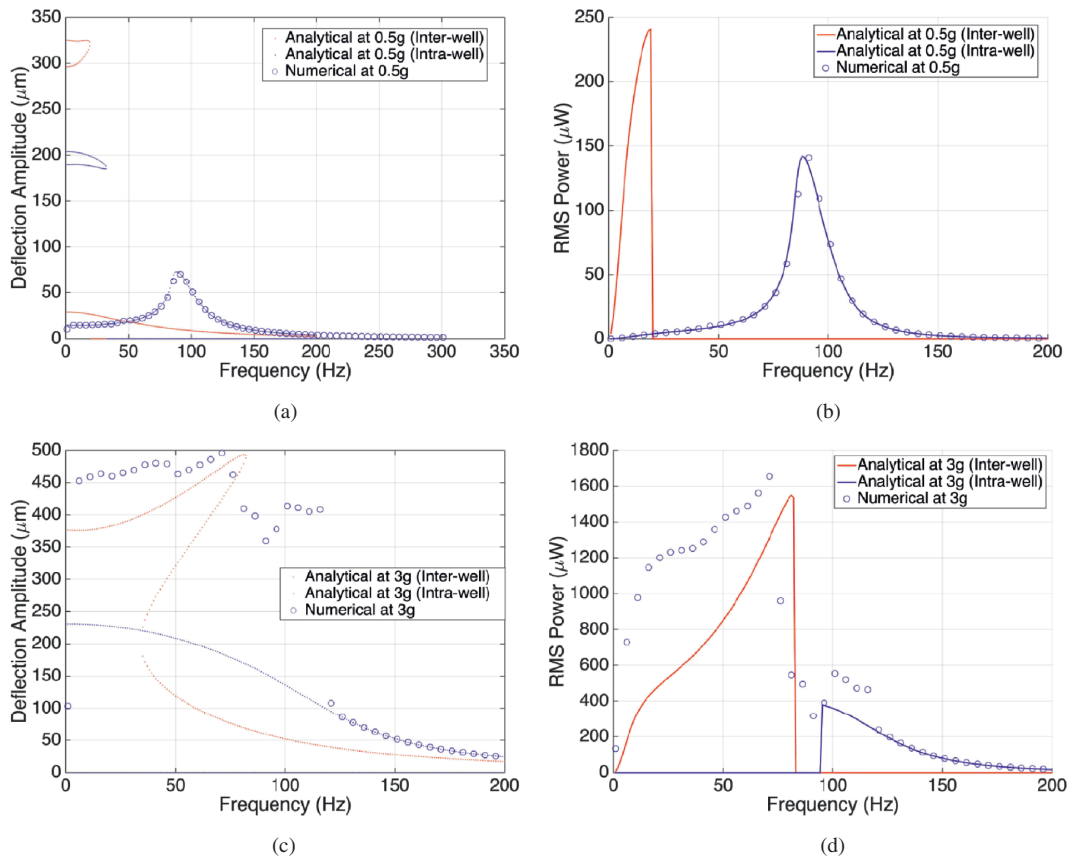 350
300
250
200
150
100
50
0
Deflection Amplitude (μm)
Analytical at 0.5g (Inter-well)
Analytical at 0.5g (Intra-well)
Numerical at 0.5g
0 50 100 150 200 250 300 350
Frequency (Hz)
(a)
250
200
150
100
50
0
RMS Power (μW)
Analytical at 0.5g (Inter-well)
Analytical at 0.5g (Intra-well)
Numerical at 0.5g
0 50 100 150 200
Frequency (Hz)
(b)
500
450
400
350
300
250
200
150
100
50
0
Deflection Amplitude (μm)
Analytical at 3g (Inter-well)
Analytical at 3g (Intra-well)
Numerical at 3g
0 50 100 150 200
Frequency (Hz)
(c)
1800
1600
1400
1200
1000
800
600
400
200
0
RMS Power (μW)
Analytical at 3g (Inter-well)
Analytical at 3g (Intra-well)
Numerical at 3g
0 50 100 150 200
Frequency (Hz)
(d)